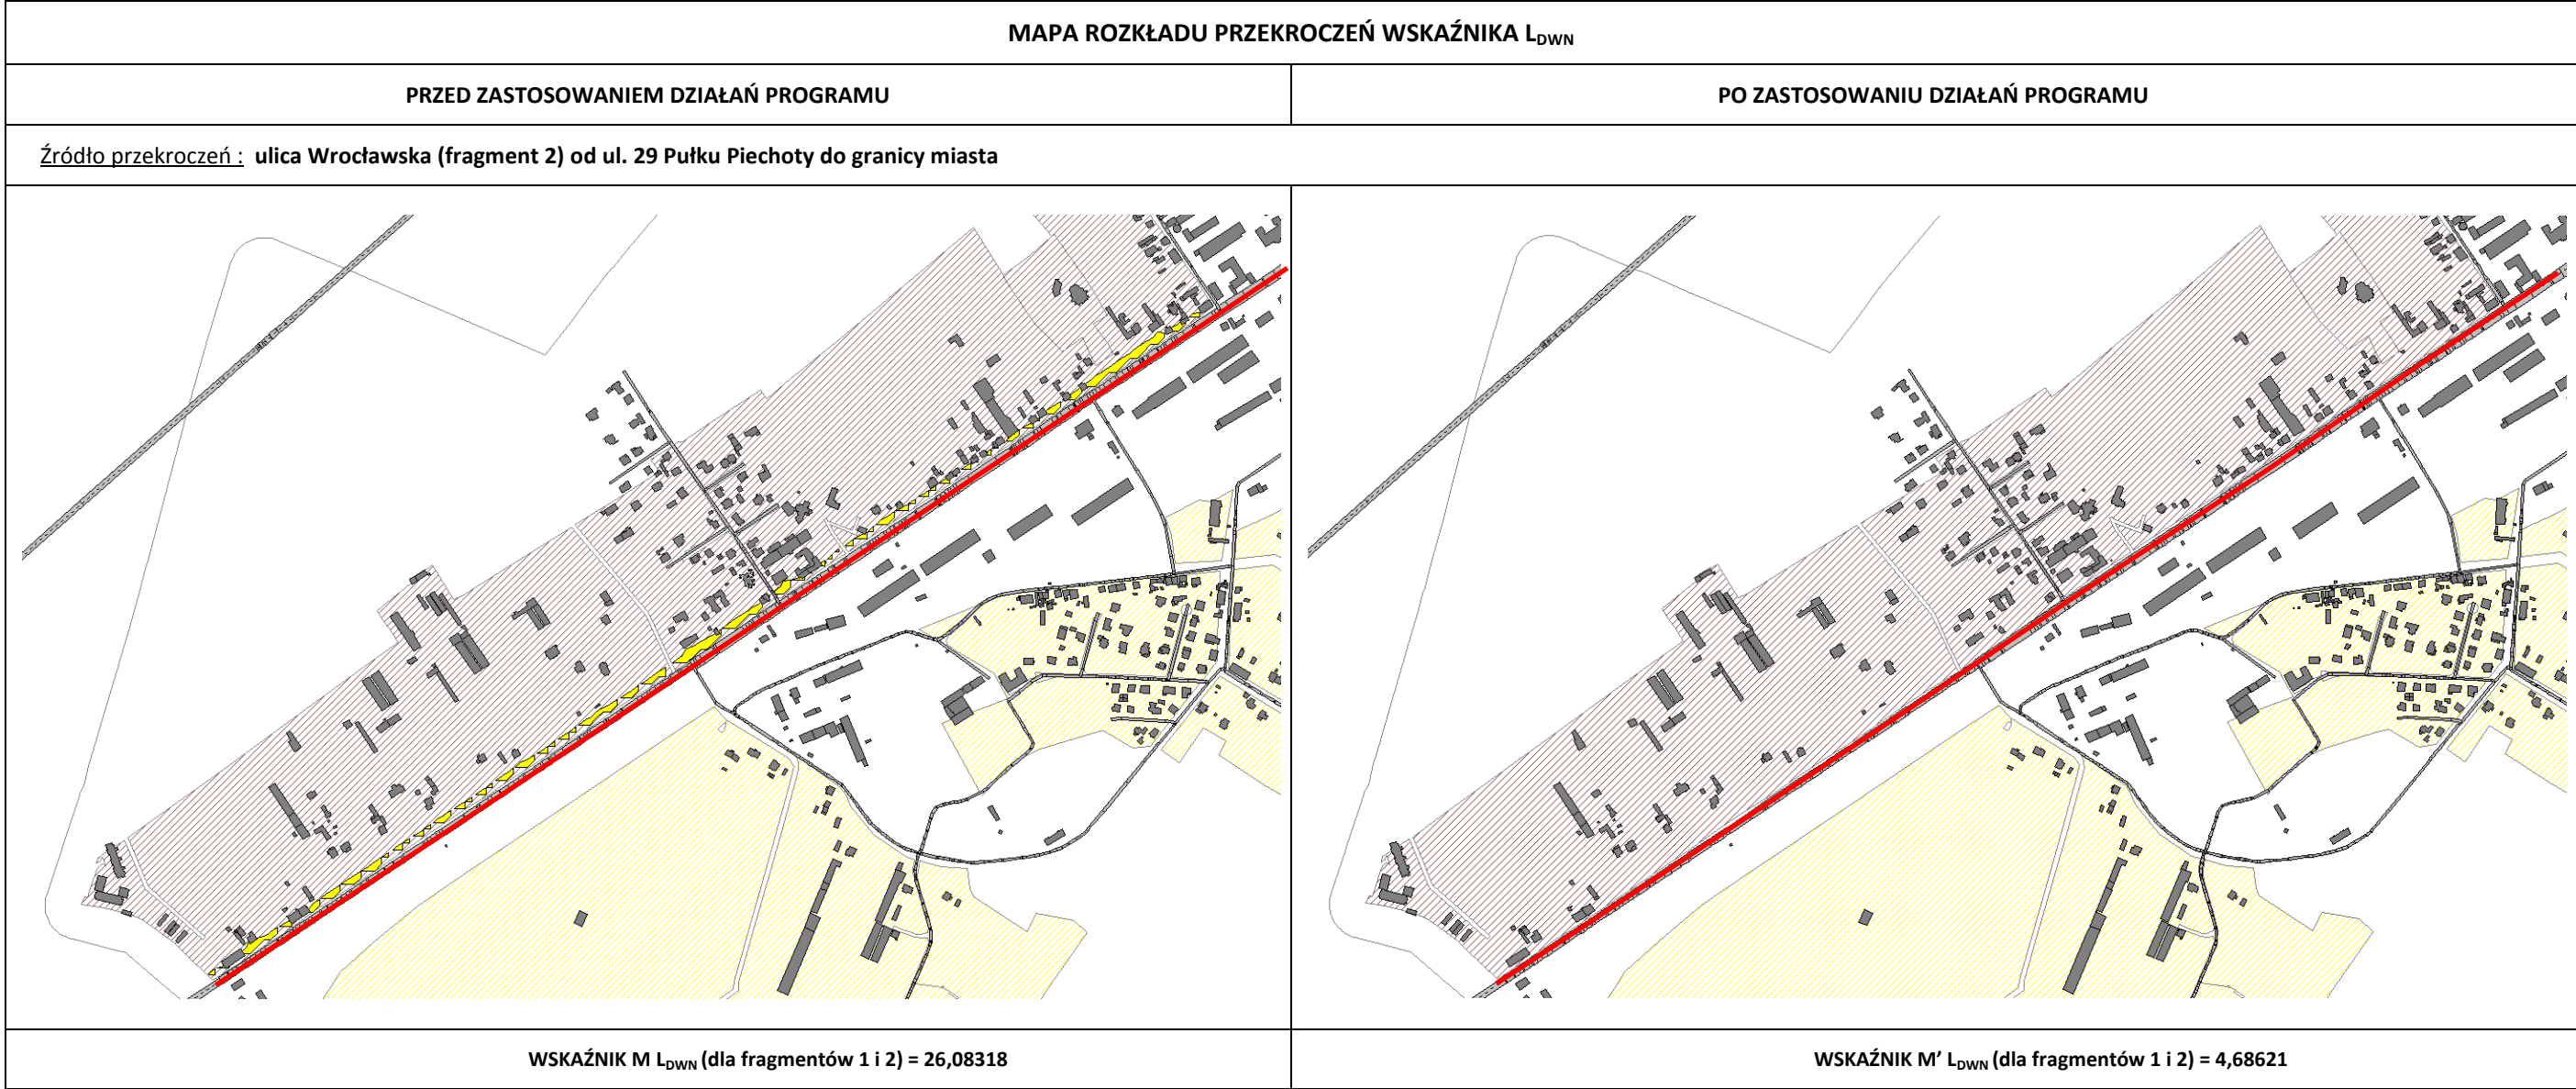 MAPA ROZKŁADU PRZEKROCZEŃ WSKAŹNIKA LDWN
PRZED ZASTOSOWANIEM DZIAŁAŃ PROGRAMU
PO ZASTOSOWANIU DZIAŁAŃ PROGRAMU
Źródło przekroczeń : ulica Wrocławska (fragment 2) od ul. 29 Pułku Piechoty do granicy miasta
WSKAŹNIK M LDWN (dla fragmentów 1 i 2) = 26,08318
WSKAŹNIK M’ LDWN (dla fragmentów 1 i 2) = 4,68621